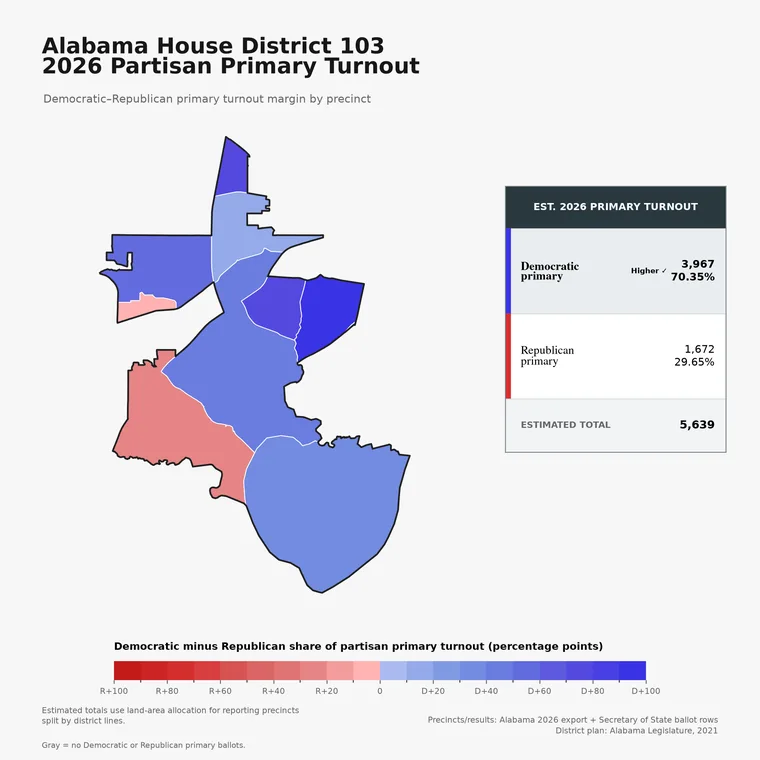 Alabama House District 103
2026 Partisan Primary Turnout
Democratic–Republican primary turnout margin by precinct
EST. 2026 PRIMARY TURNOUT
Democratic
primary
Higher ✓
3,967
70.35%
Republican
primary
1,672
29.65%
ESTIMATED TOTAL
5,639
Democratic minus Republican share of partisan primary turnout (percentage points)
R+100 R+80 R+60 R+40 R+20 0 D+20 D+40 D+60 D+80 D+100
Estimated totals use land-area allocation for reporting precincts
split by district lines.
Gray = no Democratic or Republican primary ballots.
Precincts/results: Alabama 2026 export + Secretary of State ballot rows
District plan: Alabama Legislature, 2021